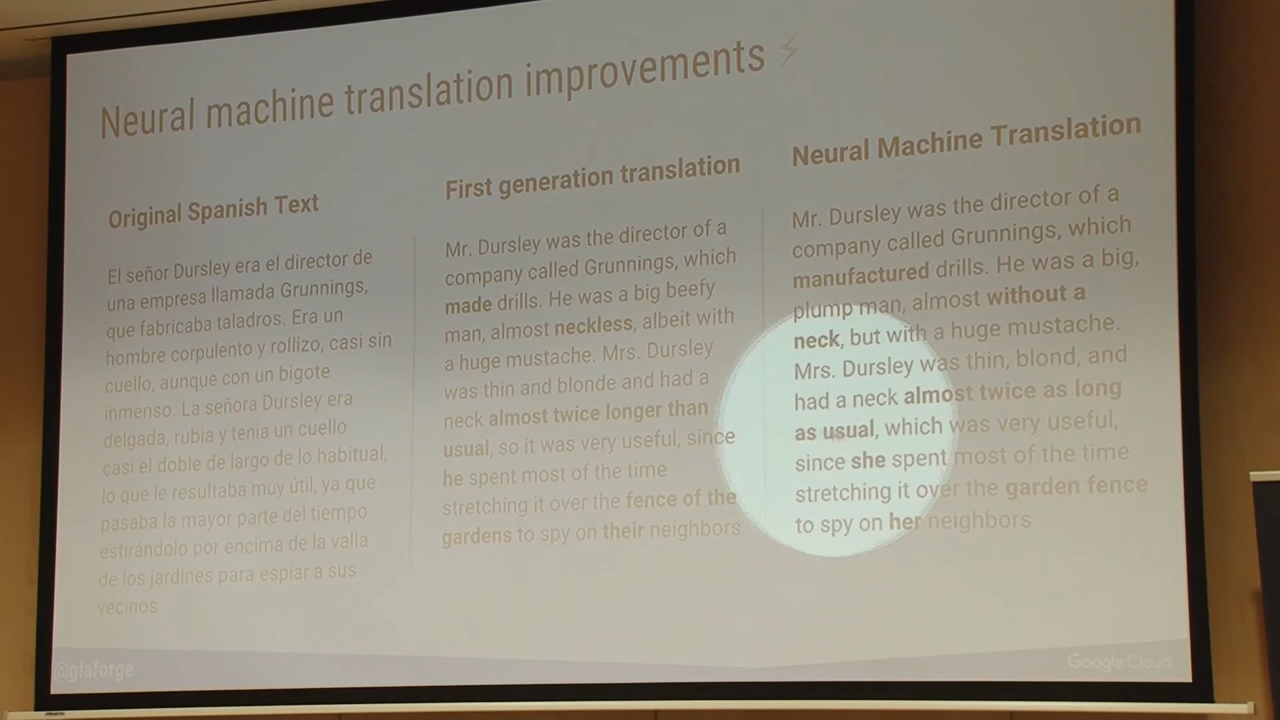 Neural machine translation improvements
Original Spanish Text
El señor Dursley era el director de
una empresa llamada Grunnings,
que fabricaba taladros. Era un
hombre corpulento y rollizo, casi sin
cuello, aunque con un bigote
inmenso. La señora Dursley era
delgada, rubia y tenía un cuello
casi el doble de largo de lo habitual,
lo que le resultaba muy útil, ya que
pasaba la mayor parte del tiempo
estirándolo por encima de la valla
de los jardines para espiar a sus
vecinos
First generation translation
Mr. Dursley was the director of a
company called Grunnings, which
made drills. He was a big beefy
man, almost neckless, albeit with
a huge mustache. Mrs. Dursley
was thin and blonde and had a
neck almost twice longer than
usual, so it was very useful, since
he spent most of the time
stretching it over the fence of the
gardens to spy on their neighbors
Neural Machine Translation
Mr. Dursley was the director of a
company called Grunnings, which
manufactured drills. He was a big,
plump man, almost without a
neck, but with a huge mustache.
Mrs. Dursley was thin, blond, and
had a neck almost twice as long
as usual, which was very useful,
since she spent most of the time
stretching it over the garden fence
to spy on her neighbors
@glaforge
Google Cloud